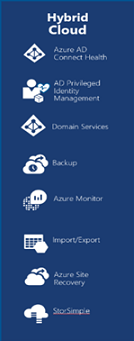 Hybrid
Cloud
Azure AD
Connect Health
AD Privileged
Identity
Management
Domain Services
Backup
Azure Monitor
Import/Export
Azure Site
Recovery
StorSimple